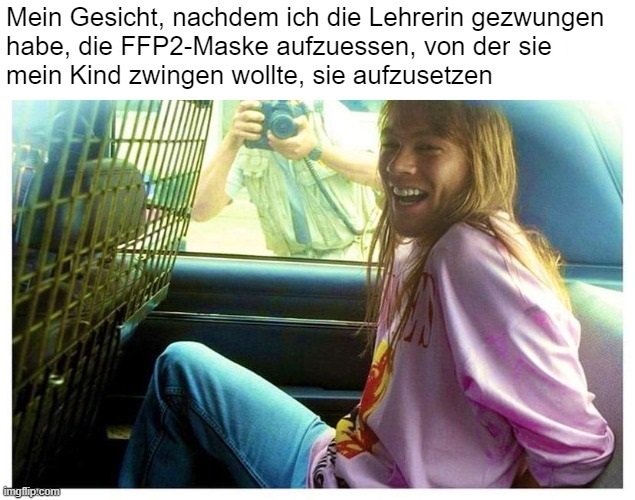 Mein Gesicht, nachdem ich die Lehrerin gezwungen
habe, die FFP2-Maske aufzuessen, von der sie
mein Kind zwingen wollte, sie aufzusetzen
imgflip.com